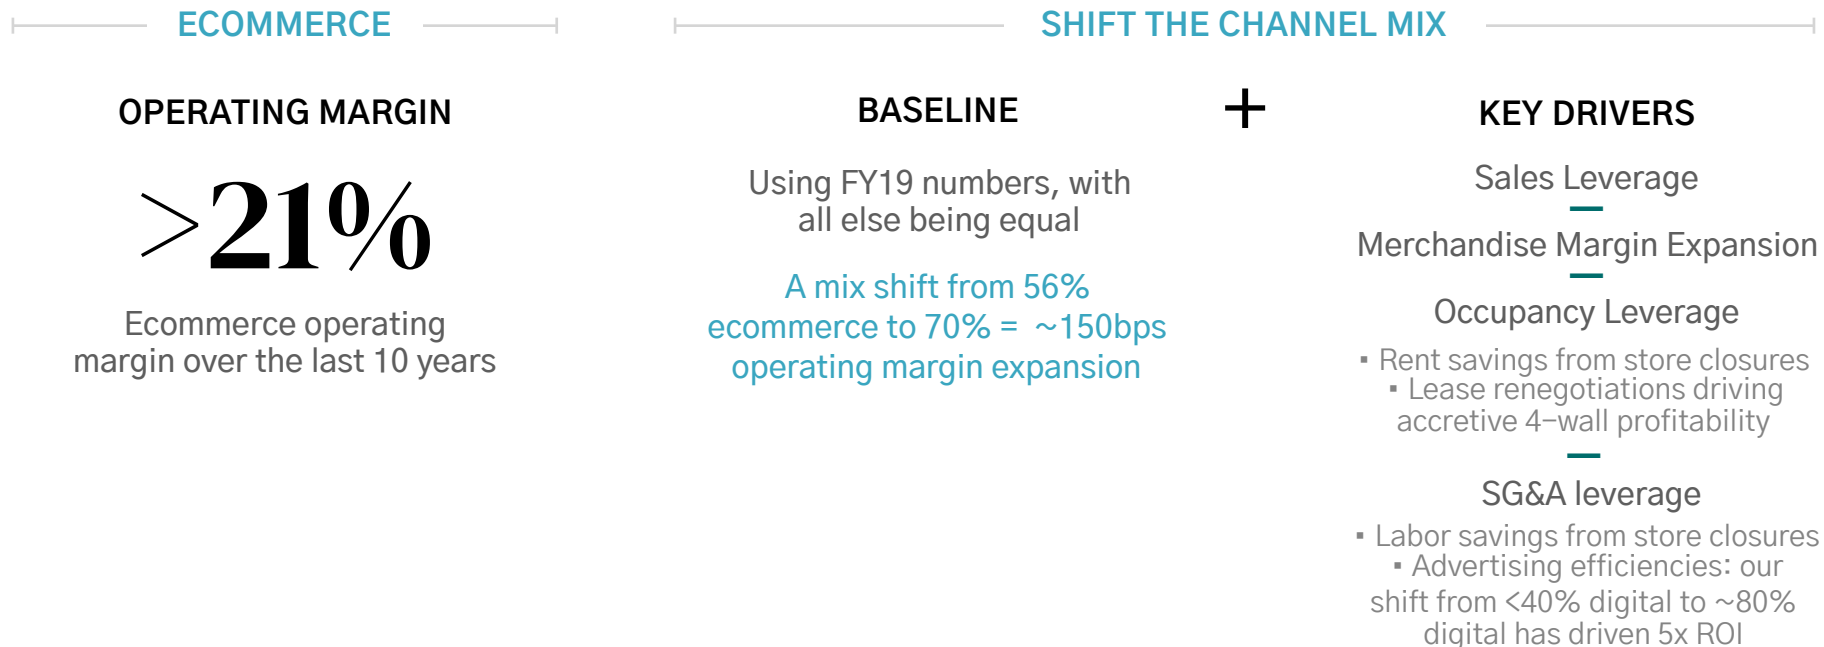 ECOMMERCE
OPERATING MARGIN
>21%
Ecommerce operating
margin over the last 10 years
SHIFT THE CHANNEL MIX
BASELINE
Using FY19 numbers, with
all else being equal
A mix shift from 56%
ecommerce to 70% = ~150bps
operating margin expansion
+
KEY DRIVERS
Sales Leverage
Merchandise Margin Expansion
Occupancy Leverage
▪ Rent savings from store closures
▪ Lease renegotiations driving
accretive 4-wall profitability
SG&A leverage
▪ Labor savings from store closures
▪ Advertising efficiencies: our
shift from <40% digital to ~80%
digital has driven 5x ROI